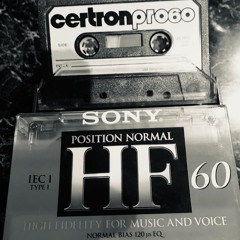 certron pro60
SONY
POSITION NORMAL
IEC I
TYPE I
HF
60
HIGH FIDELITY FOR MUSIC AND VOICE
NORMAL BIAS 120 µs EQ